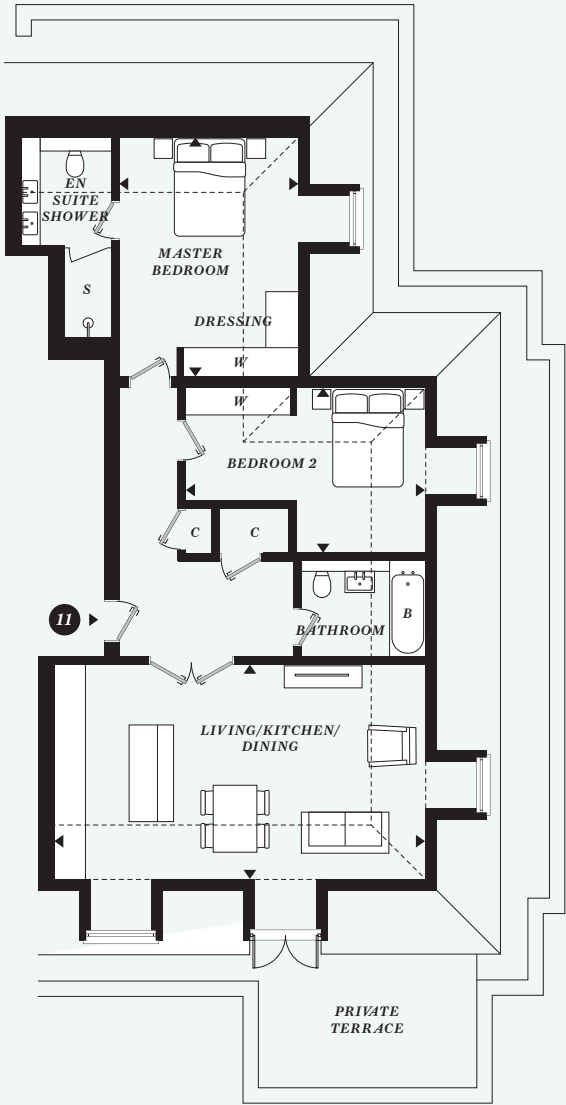 EN
SUITE
SHOWER
MASTER
BEDROOM
S
DRESSING
W
W
BEDROOM 2
C
C
11
BATHROOM
B
LIVING/KITCHEN/
DINING
PRIVATE
TERRACE